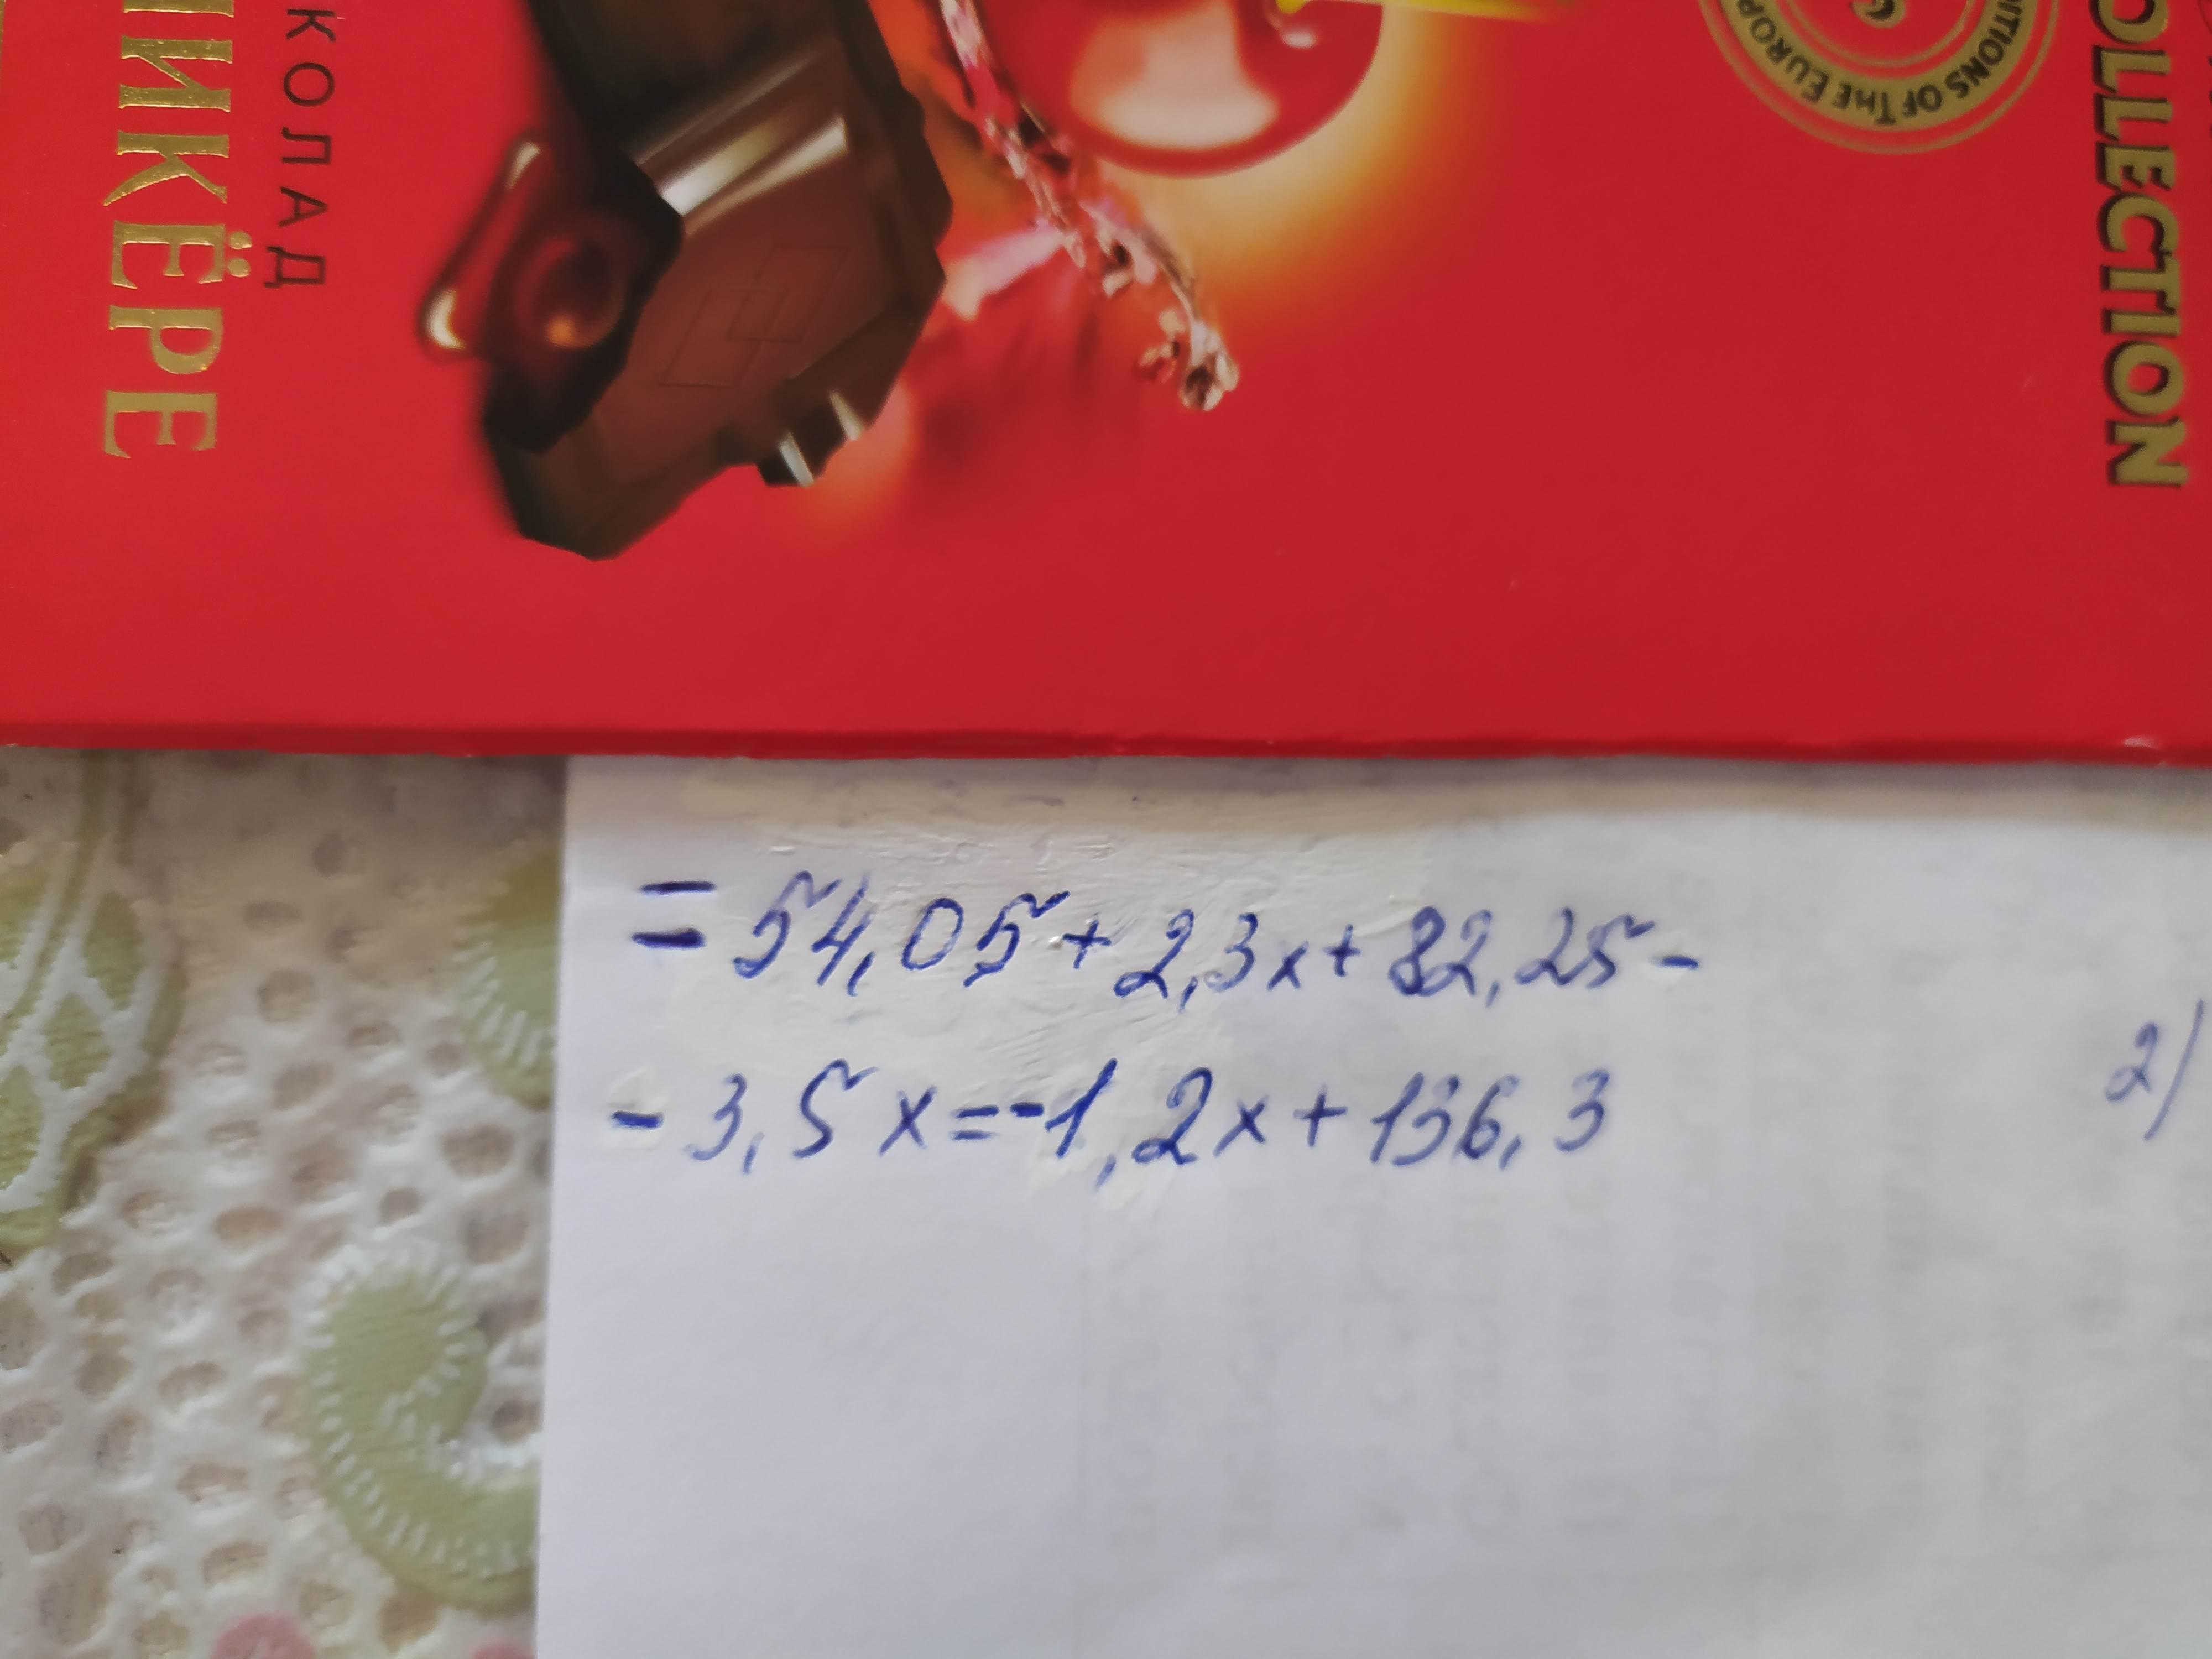 ИКЁРЕ
КОЛАД
ITIONS OF THE EUROP
OLLECTION
= 54,05 + 2,3x + 82,25 -
- 3,5x = -1,2x + 136,3
2)